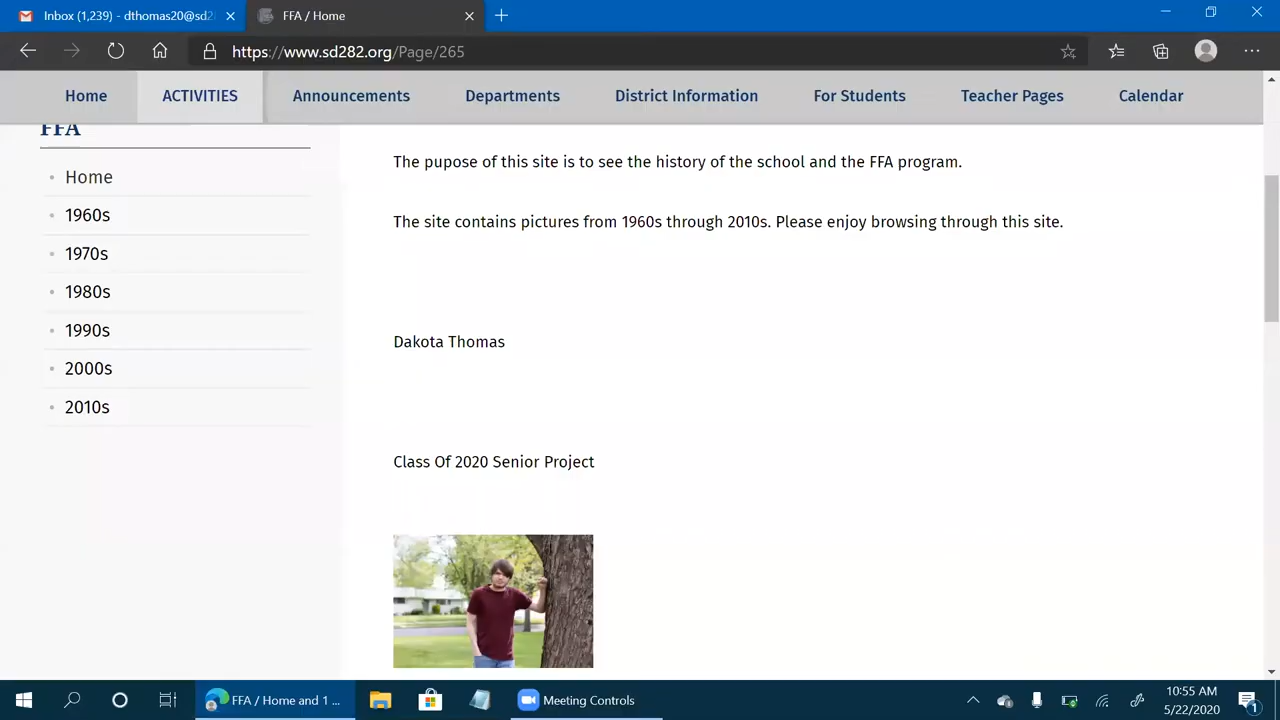 Inbox (1,239) - dthomas20@sd2
FFA / Home
https://www.sd282.org/Page/265
Home
ACTIVITIES
Announcements
Departments
District Information
For Students
Teacher Pages
Calendar
FFA
Home
1960s
1970s
1980s
1990s
2000s
2010s
The pupose of this site is to see the history of the school and the FFA program.
The site contains pictures from 1960s through 2010s. Please enjoy browsing through this site.
Dakota Thomas
Class Of 2020 Senior Project
FFA / Home and 1 ...
Meeting Controls
10:55 AM
5/22/2020
1